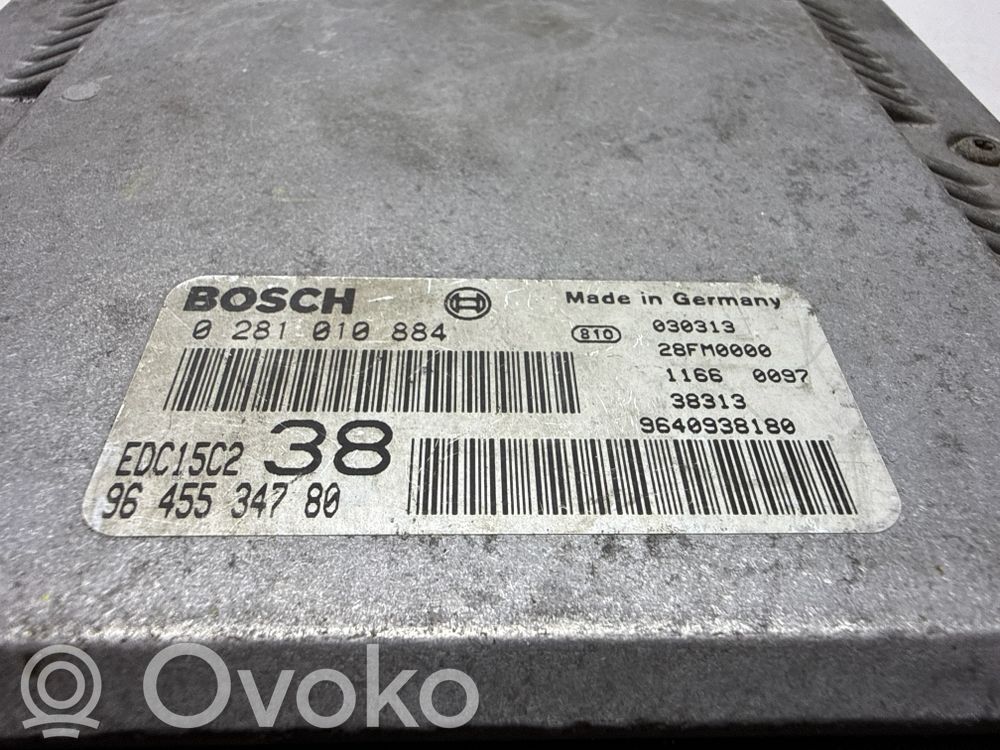 BOSCH
Made in Germany
0 281 010 884
810
030313
28FM0000
1166 0097
38313
9640938180
EDC15C2 38
96 455 347 80
Ovoko